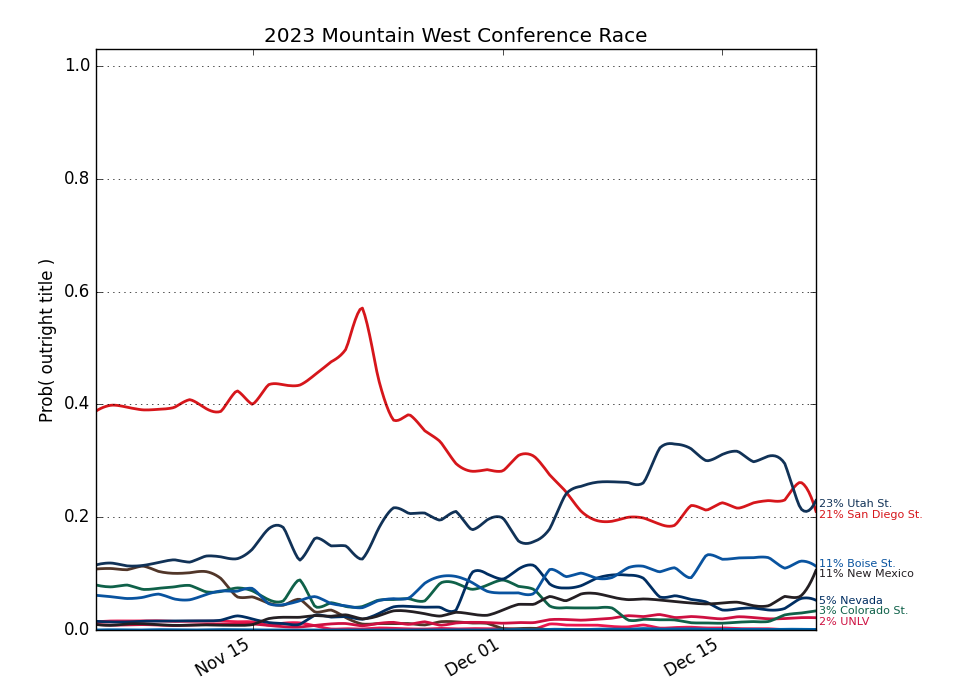 2023 Mountain West Conference Race
1.0
0.8
0.6
0.4
0.2
0.0
Prob( outright title )
23% Utah St.
21% San Diego St.
11% Boise St.
11% New Mexico
5% Nevada
3% Colorado St.
2% UNLV
Nov 15
Dec 01
Dec 15